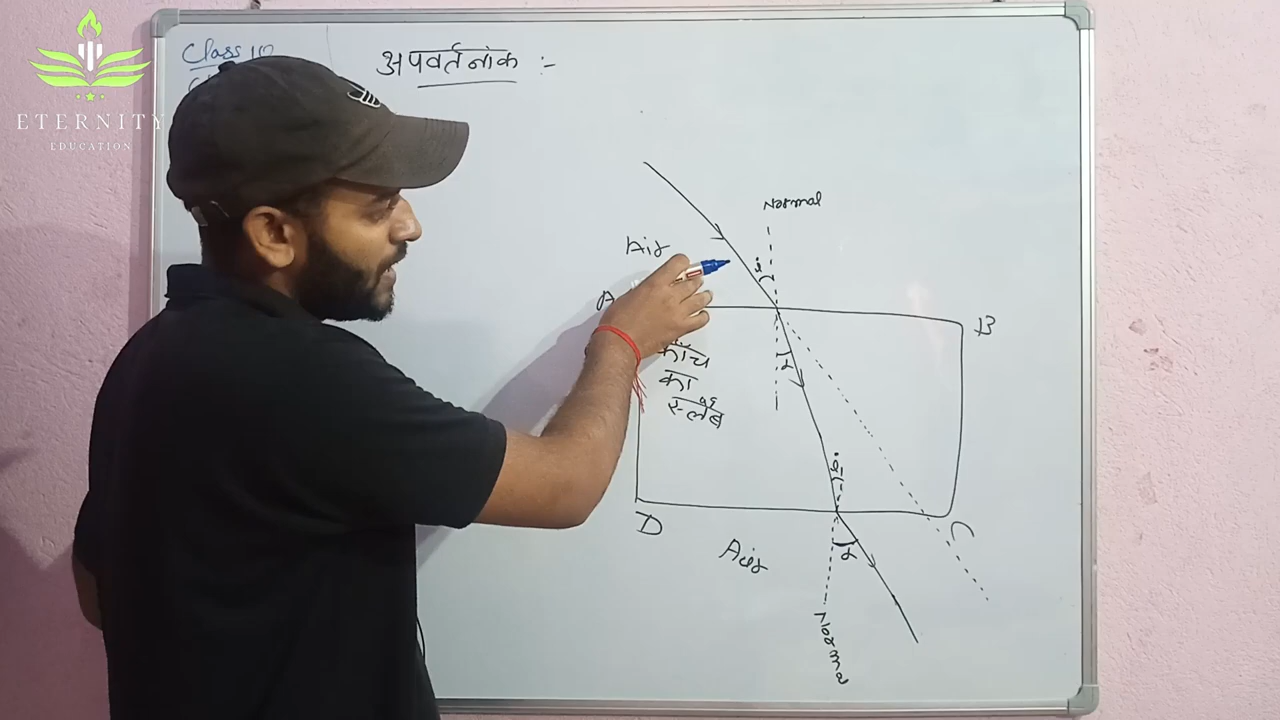 Class 10
अपवर्तनांक :-
ETERNITY
EDUCATION
Normal
Air
i
A
B
काँच
का
स्लैब
r
i
D
C
Air
r
Normal